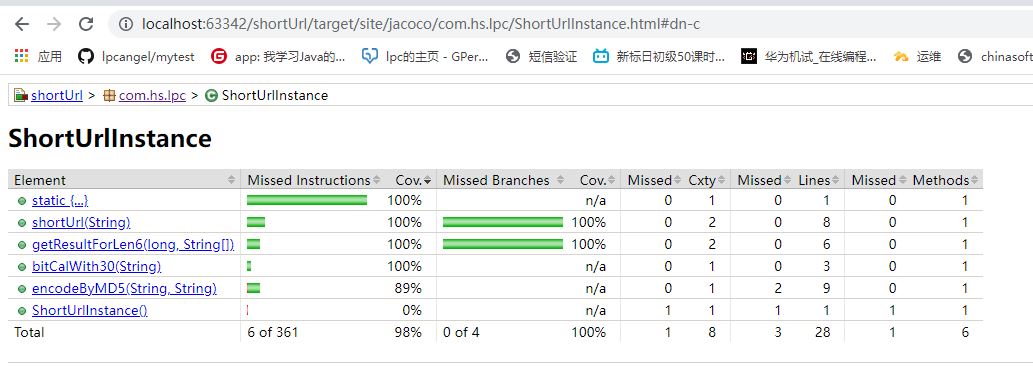 localhost:63342/shortUrl/target/site/jacoco/com.hs.lpc/ShortUrlInstance.html#dn-c
应用 lpcangel/mytest app: 我学习Java的... lpc的主页 - GPer... 短信验证 新标日初级50课时... 华为机试_在线编程... 运维 chinasoft
shortUrl > com.hs.lpc > ShortUrlInstance
ShortUrlInstance
Element Missed Instructions Cov. Missed Branches Cov. Missed Cxty Missed Lines Missed Methods
static {...} 100% n/a 0 1 0 1 0 1
shortUrl(String) 100% 100% 0 2 0 8 0 1
getResultForLen6(long, String[]) 100% 100% 0 2 0 6 0 1
bitCalWith30(String) 100% n/a 0 1 0 3 0 1
encodeByMD5(String, String) 89% n/a 0 1 2 9 0 1
ShortUrlInstance() 0% n/a 1 1 1 1 1 1
Total 6 of 361 98% 0 of 4 100% 1 8 3 28 1 6